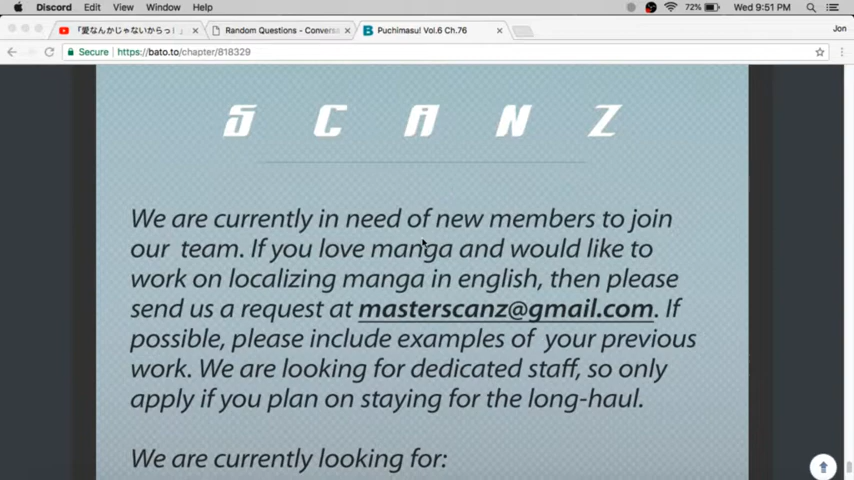 Discord Edit View Window Help 72% Wed 9:51 PM
「愛なんかじゃないからっ! Random Questions - Convers Puchimasu! Vol.6 Ch.76 Jon
Secure https://bato.to/chapter/818329
S C A N Z
We are currently in need of new members to join
our team. If you love manga and would like to
work on localizing manga in english, then please
send us a request at masterscanz@gmail.com. If
possible, please include examples of your previous
work. We are looking for dedicated staff, so only
apply if you plan on staying for the long-haul.
We are currently looking for: